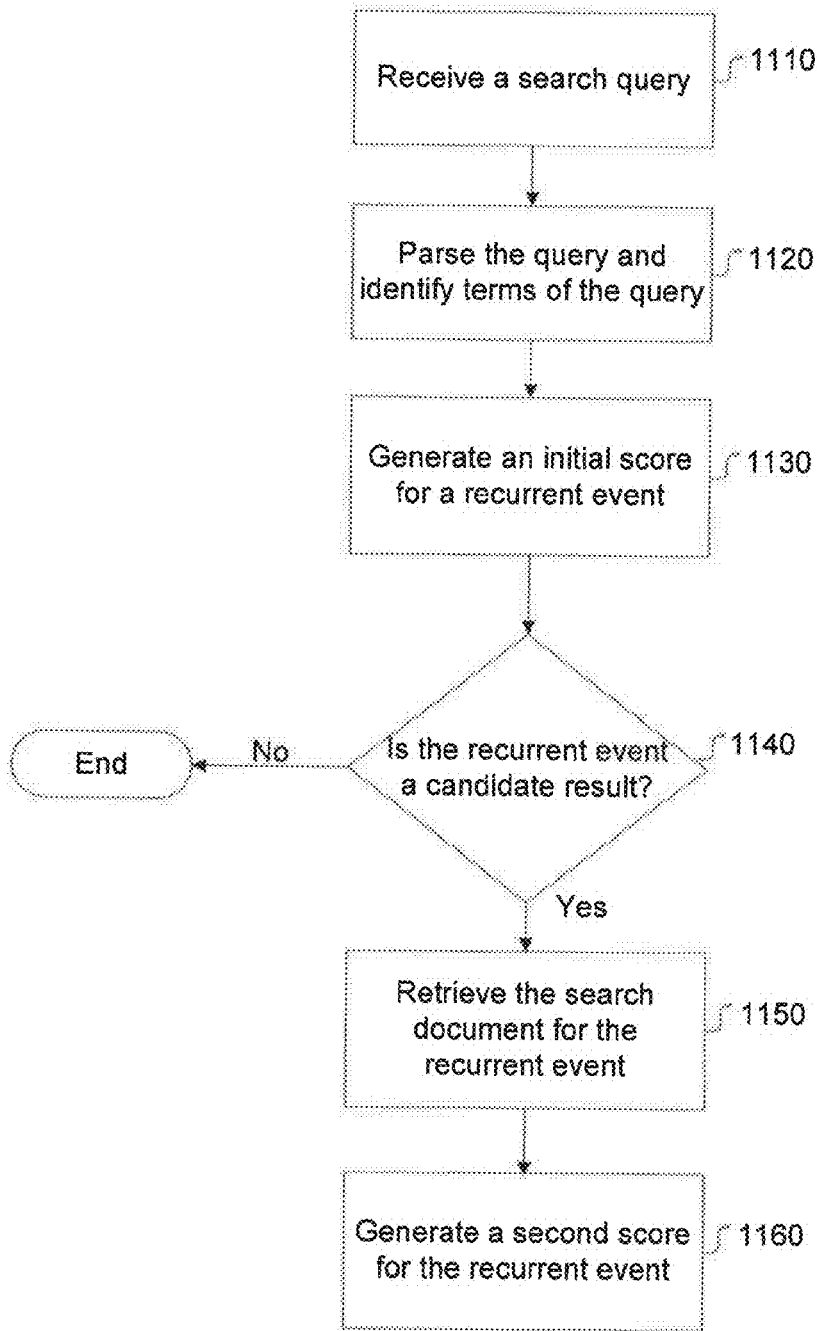 Receive a search query
1110
Parse the query and
identify terms of the query
1120
Generate an initial score
for a recurrent event
1130
Is the recurrent event
a candidate result?
1140
No
End
Yes
Retrieve the search
document for the
recurrent event
1150
Generate a second score
for the recurrent event
1160